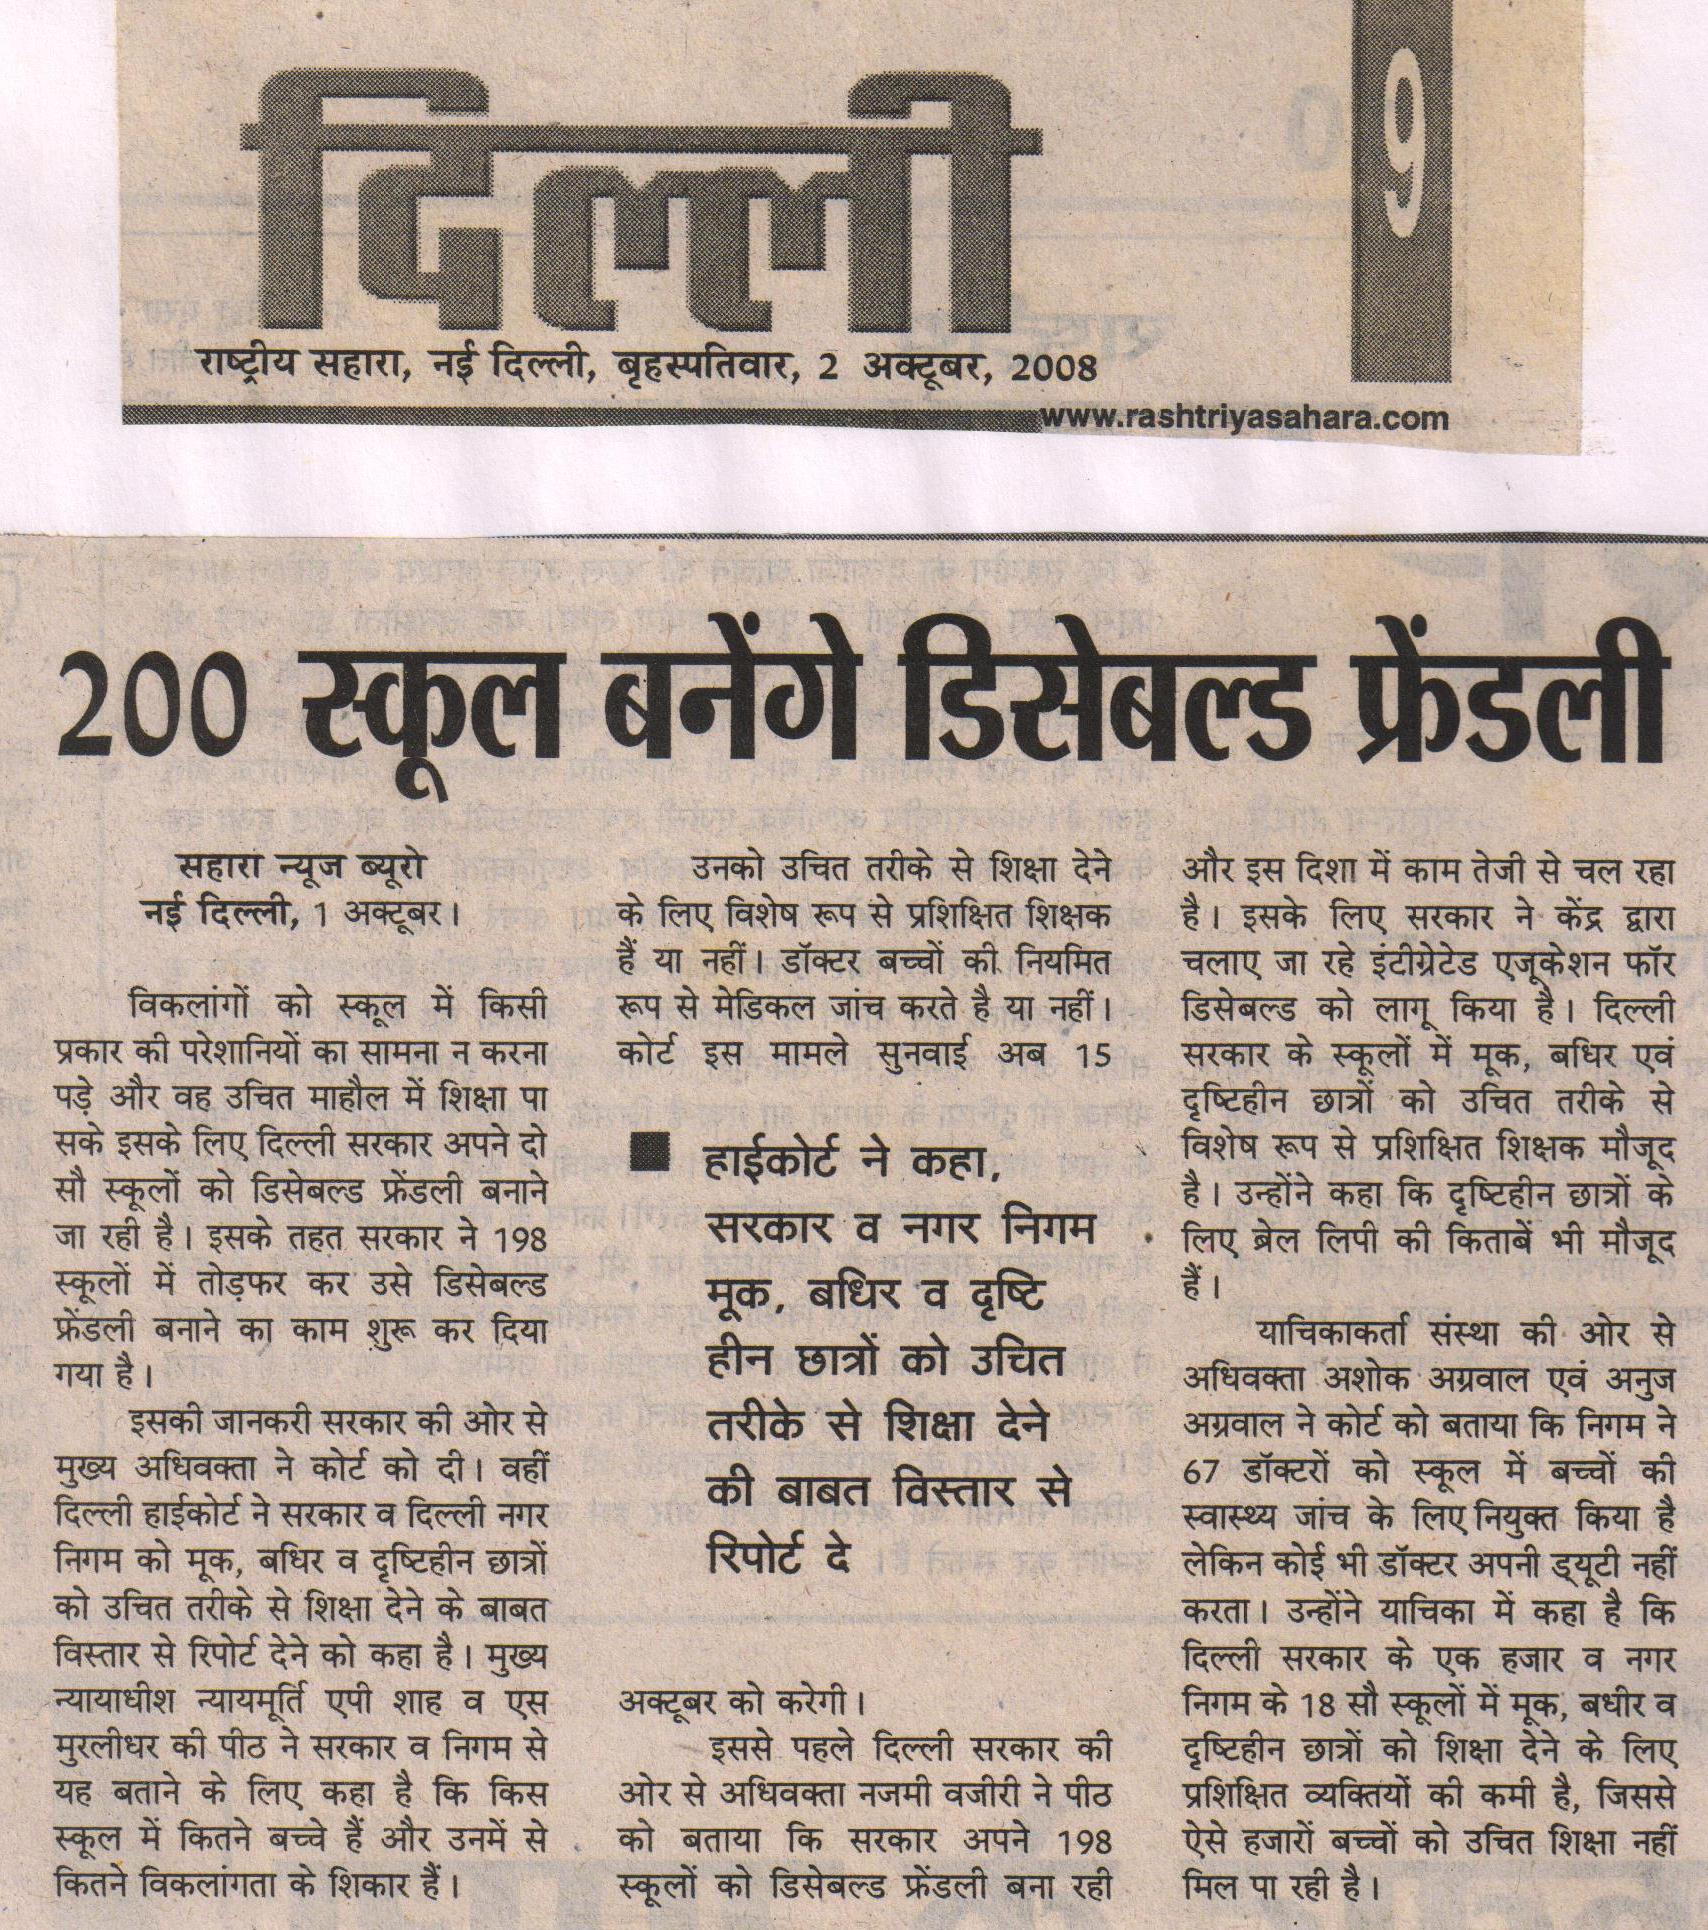 दिल्ली
9
राष्ट्रीय सहारा, नई दिल्ली, बृहस्पतिवार, 2 अक्टूबर, 2008
www.rashtriyasahara.com
200 स्कूल बनेंगे डिसेबल्ड फ्रेंडली
सहारा न्यूज ब्यूरो
नई दिल्ली, 1 अक्टूबर।
विकलांगों को स्कूल में किसी
प्रकार की परेशानियों का सामना न करना
पड़े और वह उचित माहौल में शिक्षा पा
सके इसके लिए दिल्ली सरकार अपने दो
सौ स्कूलों को डिसेबल्ड फ्रेंडली बनाने
जा रही है। इसके तहत सरकार ने 198
स्कूलों में तोड़फर कर उसे डिसेबल्ड
फ्रेंडली बनाने का काम शुरू कर दिया
गया है।
इसकी जानकरी सरकार की ओर से
मुख्य अधिवक्ता ने कोर्ट को दी। वहीं
दिल्ली हाईकोर्ट ने सरकार व दिल्ली नगर
निगम को मूक, बधिर व दृष्टिहीन छात्रों
को उचित तरीके से शिक्षा देने के बाबत
विस्तार से रिपोर्ट देने को कहा है। मुख्य
न्यायाधीश न्यायमूर्ति एपी शाह व एस
मुरलीधर की पीठ ने सरकार व निगम से
यह बताने के लिए कहा है कि किस
स्कूल में कितने बच्चे हैं और उनमें से
कितने विकलांगता के शिकार हैं।
उनको उचित तरीके से शिक्षा देने
के लिए विशेष रूप से प्रशिक्षित शिक्षक
हैं या नहीं। डॉक्टर बच्चों की नियमित
रूप से मेडिकल जांच करते है या नहीं।
कोर्ट इस मामले सुनवाई अब 15
हाईकोर्ट ने कहा,
सरकार व नगर निगम
मूक, बधिर व दृष्टि
हीन छात्रों को उचित
तरीके से शिक्षा देने
की बाबत विस्तार से
रिपोर्ट दे
अक्टूबर को करेगी।
इससे पहले दिल्ली सरकार की
ओर से अधिवक्ता नजमी वजीरी ने पीठ
को बताया कि सरकार अपने 198
स्कूलों को डिसेबल्ड फ्रेंडली बना रही
और इस दिशा में काम तेजी से चल रहा
है। इसके लिए सरकार ने केंद्र द्वारा
चलाए जा रहे इंटीग्रेटेड एजूकेशन फॉर
डिसेबल्ड को लागू किया है। दिल्ली
सरकार के स्कूलों में मूक, बधिर एवं
दृष्टिहीन छात्रों को उचित तरीके से
विशेष रूप से प्रशिक्षित शिक्षक मौजूद
है। उन्होंने कहा कि दृष्टिहीन छात्रों के
लिए ब्रेल लिपी की किताबें भी मौजूद
हैं।
याचिकाकर्ता संस्था की ओर से
अधिवक्ता अशोक अग्रवाल एवं अनुज
अग्रवाल ने कोर्ट को बताया कि निगम ने
67 डॉक्टरों को स्कूल में बच्चों की
स्वास्थ्य जांच के लिए नियुक्त किया है
लेकिन कोई भी डॉक्टर अपनी ड्यूटी नहीं
करता। उन्होंने याचिका में कहा है कि
दिल्ली सरकार के एक हजार व नगर
निगम के 18 सौ स्कूलों में मूक, बधीर व
दृष्टिहीन छात्रों को शिक्षा देने के लिए
प्रशिक्षित व्यक्तियों की कमी है, जिससे
ऐसे हजारों बच्चों को उचित शिक्षा नहीं
मिल पा रही है।